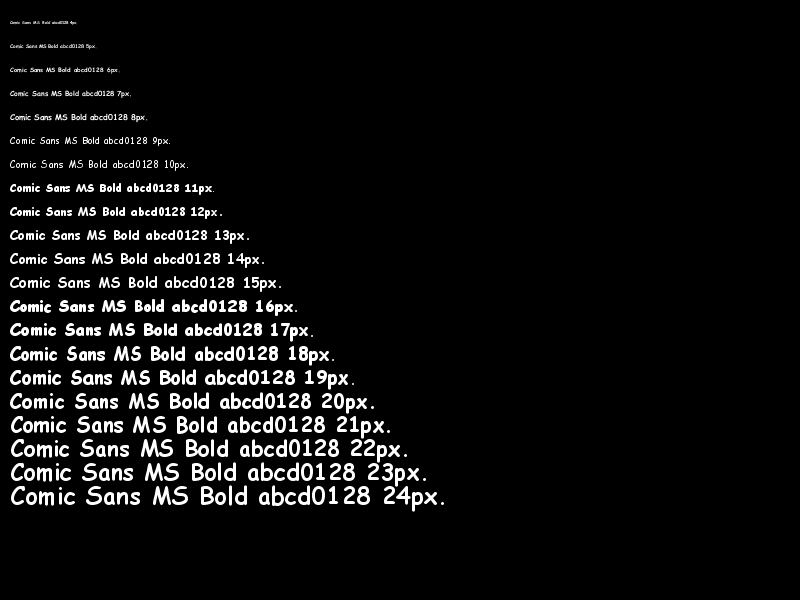 Comic Sans MS Bold abcd0128 4px.
Comic Sans MS Bold abcd0128 5px.
Comic Sans MS Bold abcd0128 6px.
Comic Sans MS Bold abcd0128 7px.
Comic Sans MS Bold abcd0128 8px.
Comic Sans MS Bold abcd0128 9px.
Comic Sans MS Bold abcd0128 10px.
Comic Sans MS Bold abcd0128 11px.
Comic Sans MS Bold abcd0128 12px.
Comic Sans MS Bold abcd0128 13px.
Comic Sans MS Bold abcd0128 14px.
Comic Sans MS Bold abcd0128 15px.
Comic Sans MS Bold abcd0128 16px.
Comic Sans MS Bold abcd0128 17px.
Comic Sans MS Bold abcd0128 18px.
Comic Sans MS Bold abcd0128 19px.
Comic Sans MS Bold abcd0128 20px.
Comic Sans MS Bold abcd0128 21px.
Comic Sans MS Bold abcd0128 22px.
Comic Sans MS Bold abcd0128 23px.
Comic Sans MS Bold abcd0128 24px.